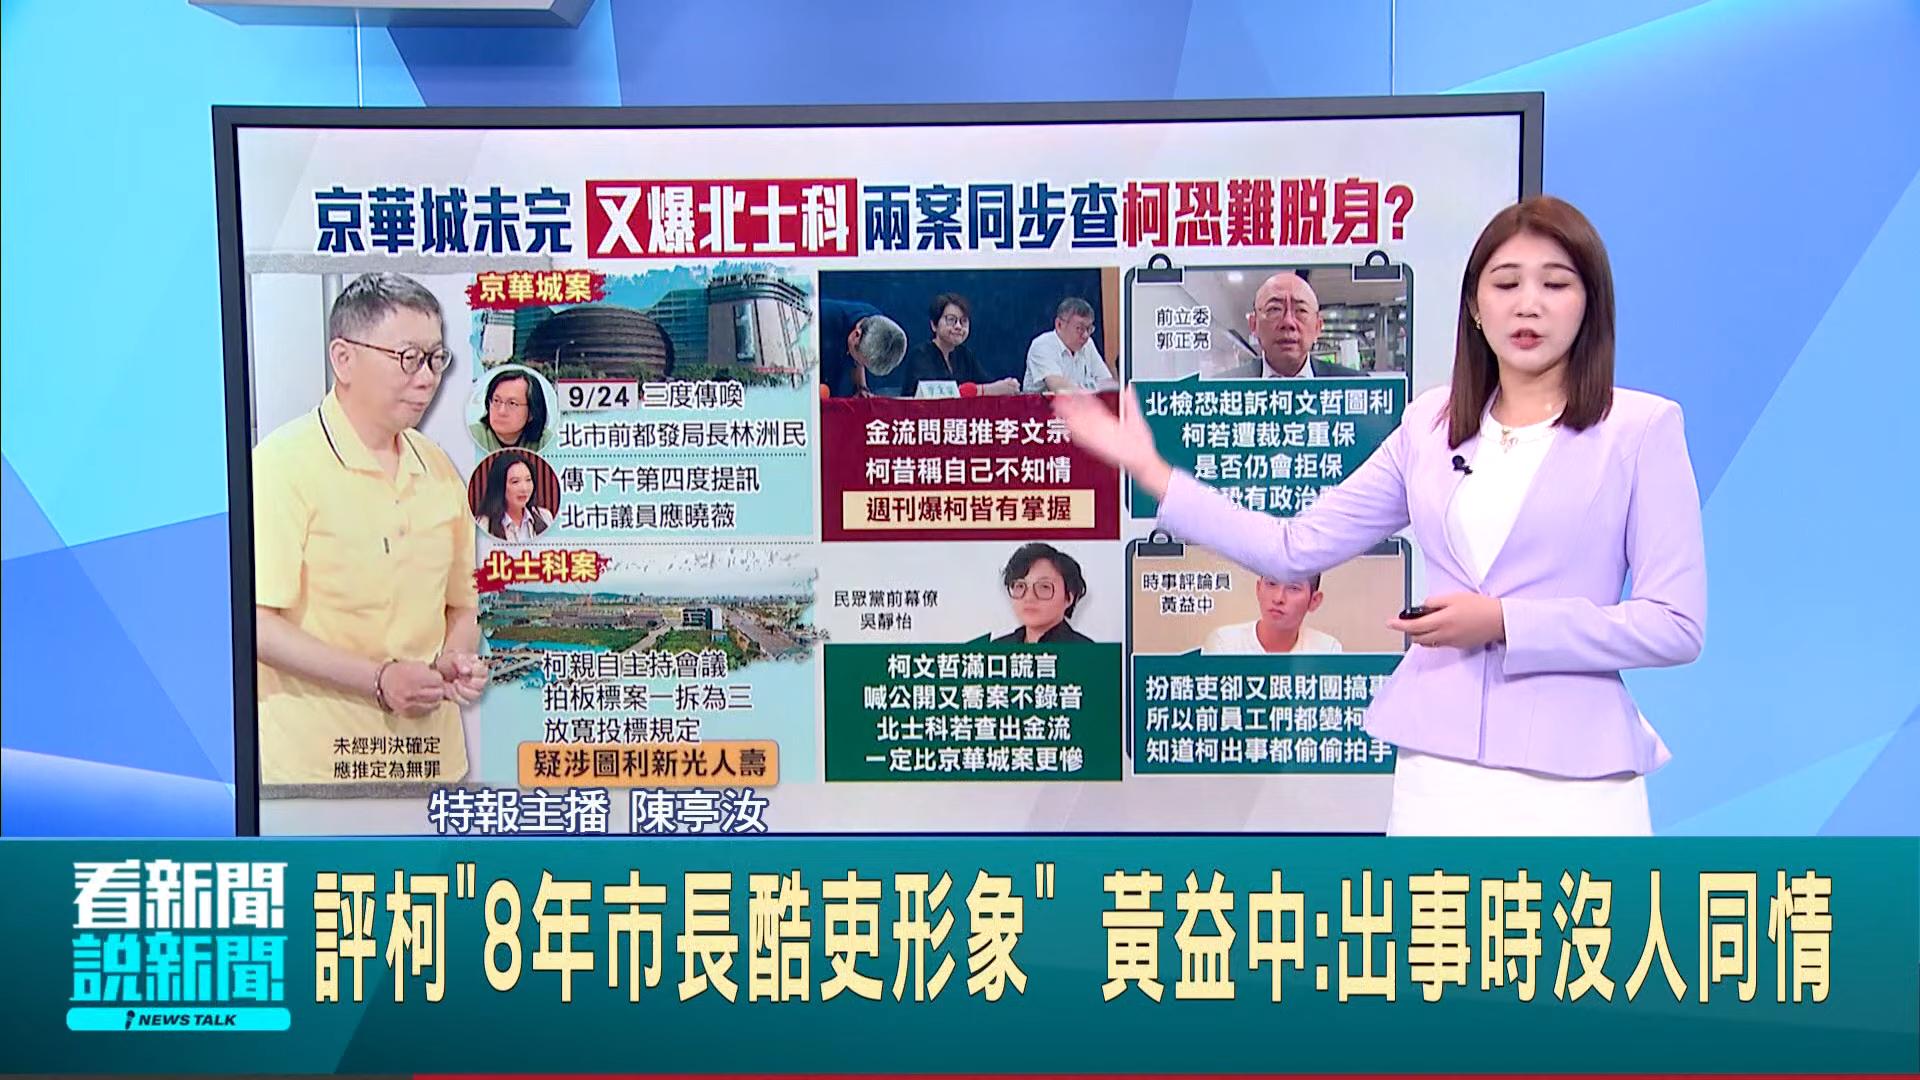 京華城未完 又爆北士科 兩案同步查柯恐難脫身?
京華城案
9/24 三度傳喚
北市前都發局長林洲民
傳下午第四度提訊
北市議員應曉薇
北士科案
柯親自主持會議
拍板標案一拆為三
放寬投標規定
疑涉圖利新光人壽
未經判決確定
應推定為無罪
金流問題推李文宗
柯昔稱自己不知情
週刊爆柯皆有掌握
民眾黨前幕僚
吳靜怡
柯文哲滿口謊言
喊公開又喬案不錄音
北士科若查出金流
一定比京華城案更慘
前立委
郭正亮
北檢恐起訴柯文哲圖利
柯若遭裁定重保
是否仍會拒保
恐有政治
時事評論員
黃益中
扮酷吏卻又跟財團搞
所以前員工們都變柯
知道柯出事都偷偷拍手
特報主播 陳亭汝
看新聞
說新聞
NEWS TALK
評柯"8年市長酷吏形象" 黃益中:出事時沒人同情